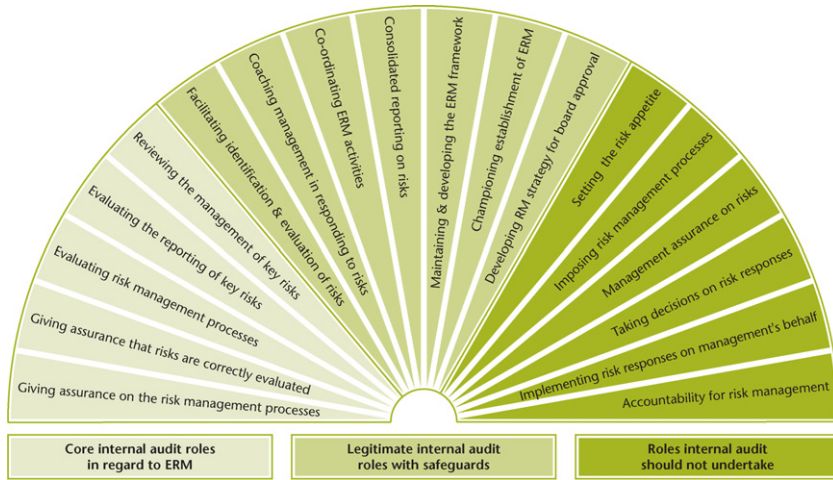 Giving assurance on the risk management processes
Giving assurance that risks are correctly evaluated
Evaluating risk management processes
Evaluating the reporting of key risks
Reviewing the management of key risks
Facilitating identification & evaluation of risks
Coaching management in responding to risks
Co-ordinating ERM activities
Consolidated reporting on risks
Maintaining & developing the ERM framework
Championing establishment of ERM
Developing RM strategy for board approval
Setting the risk appetite
Imposing risk management processes
Management assurance on risks
Taking decisions on risk responses
Implementing risk responses on management's behalf
Accountability for risk management
Core internal audit roles
in regard to ERM
Legitimate internal audit
roles with safeguards
Roles internal audit
should not undertake